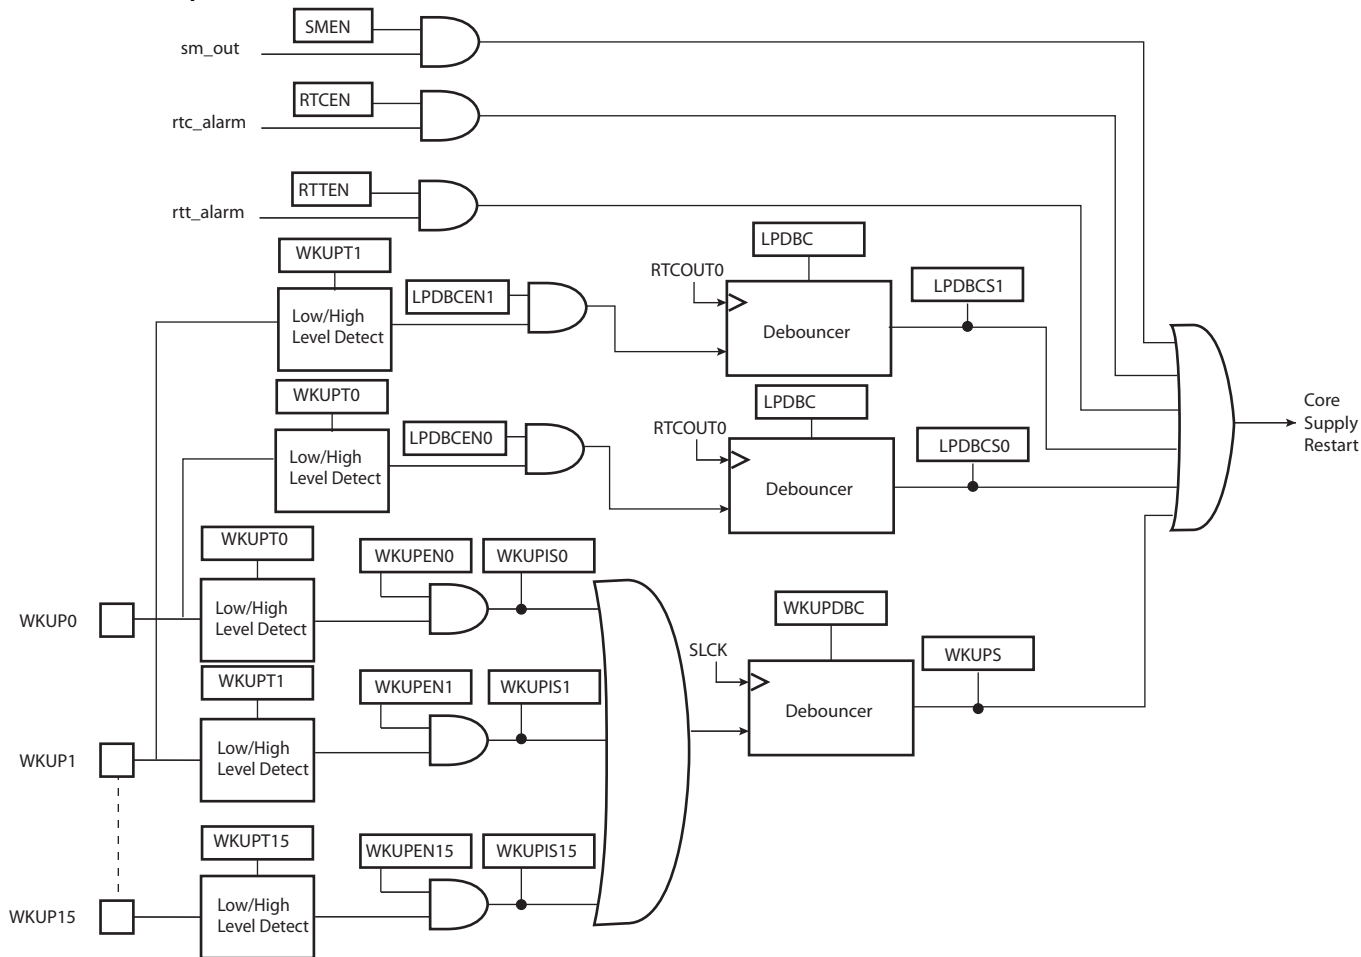 SMEN
sm_out
RTCEN
rtc_alarm
RTTEN
rtt_alarm
WKUPT1
LPDBC
RTCOUT0
LPDBCEN1
LPDBCS1
Low/High
Level Detect
Debouncer
WKUPT0
LPDBC
Core
Supply
Restart
RTCOUT0
LPDBCEN0
LPDBCS0
Low/High
Level Detect
Debouncer
WKUPT0
WKUPEN0
WKUPIS0
WKUP0
Low/High
Level Detect
WKUPDBC
SLCK
WKUPS
WKUPT1
WKUPEN1
WKUPIS1
Debouncer
WKUP1
Low/High
Level Detect
WKUPT15
WKUPEN15
WKUPIS15
WKUP15
Low/High
Level Detect